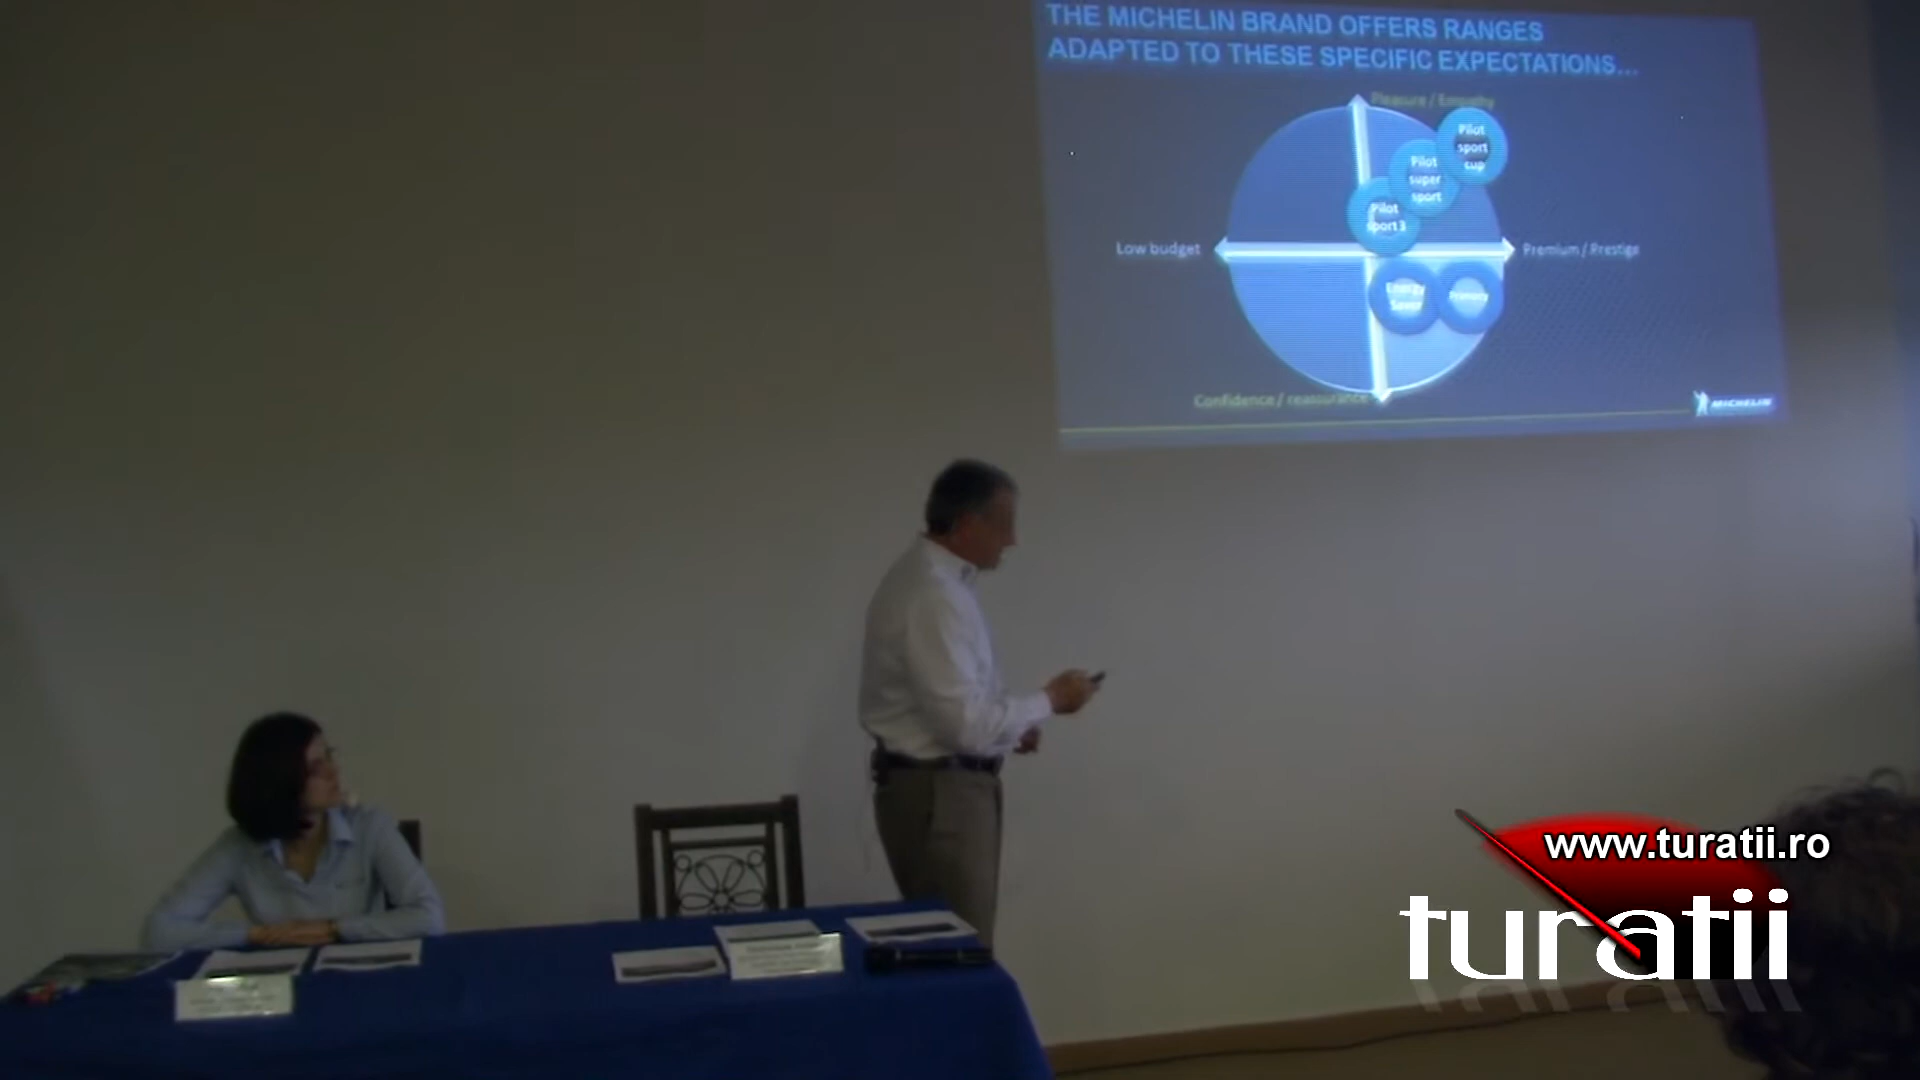 THE MICHELIN BRAND OFFERS RANGES
ADAPTED TO THESE SPECIFIC EXPECTATIONS...
Pleasure / Empathy
Pilot
sport
cup
Pilot
super
sport
Pilot
sport 3
Low budget
Premium / Prestige
Energy
Saver
Primacy
Confidence / reassurance
MICHELIN
www.turatii.ro
turatii